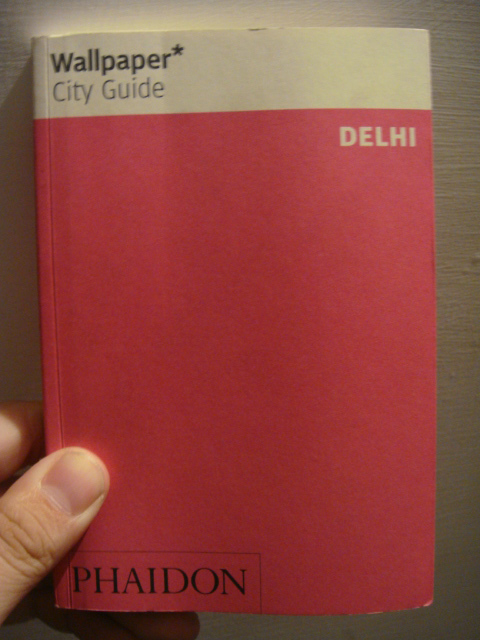 Wallpaper*
City Guide
DELHI
PHAIDON